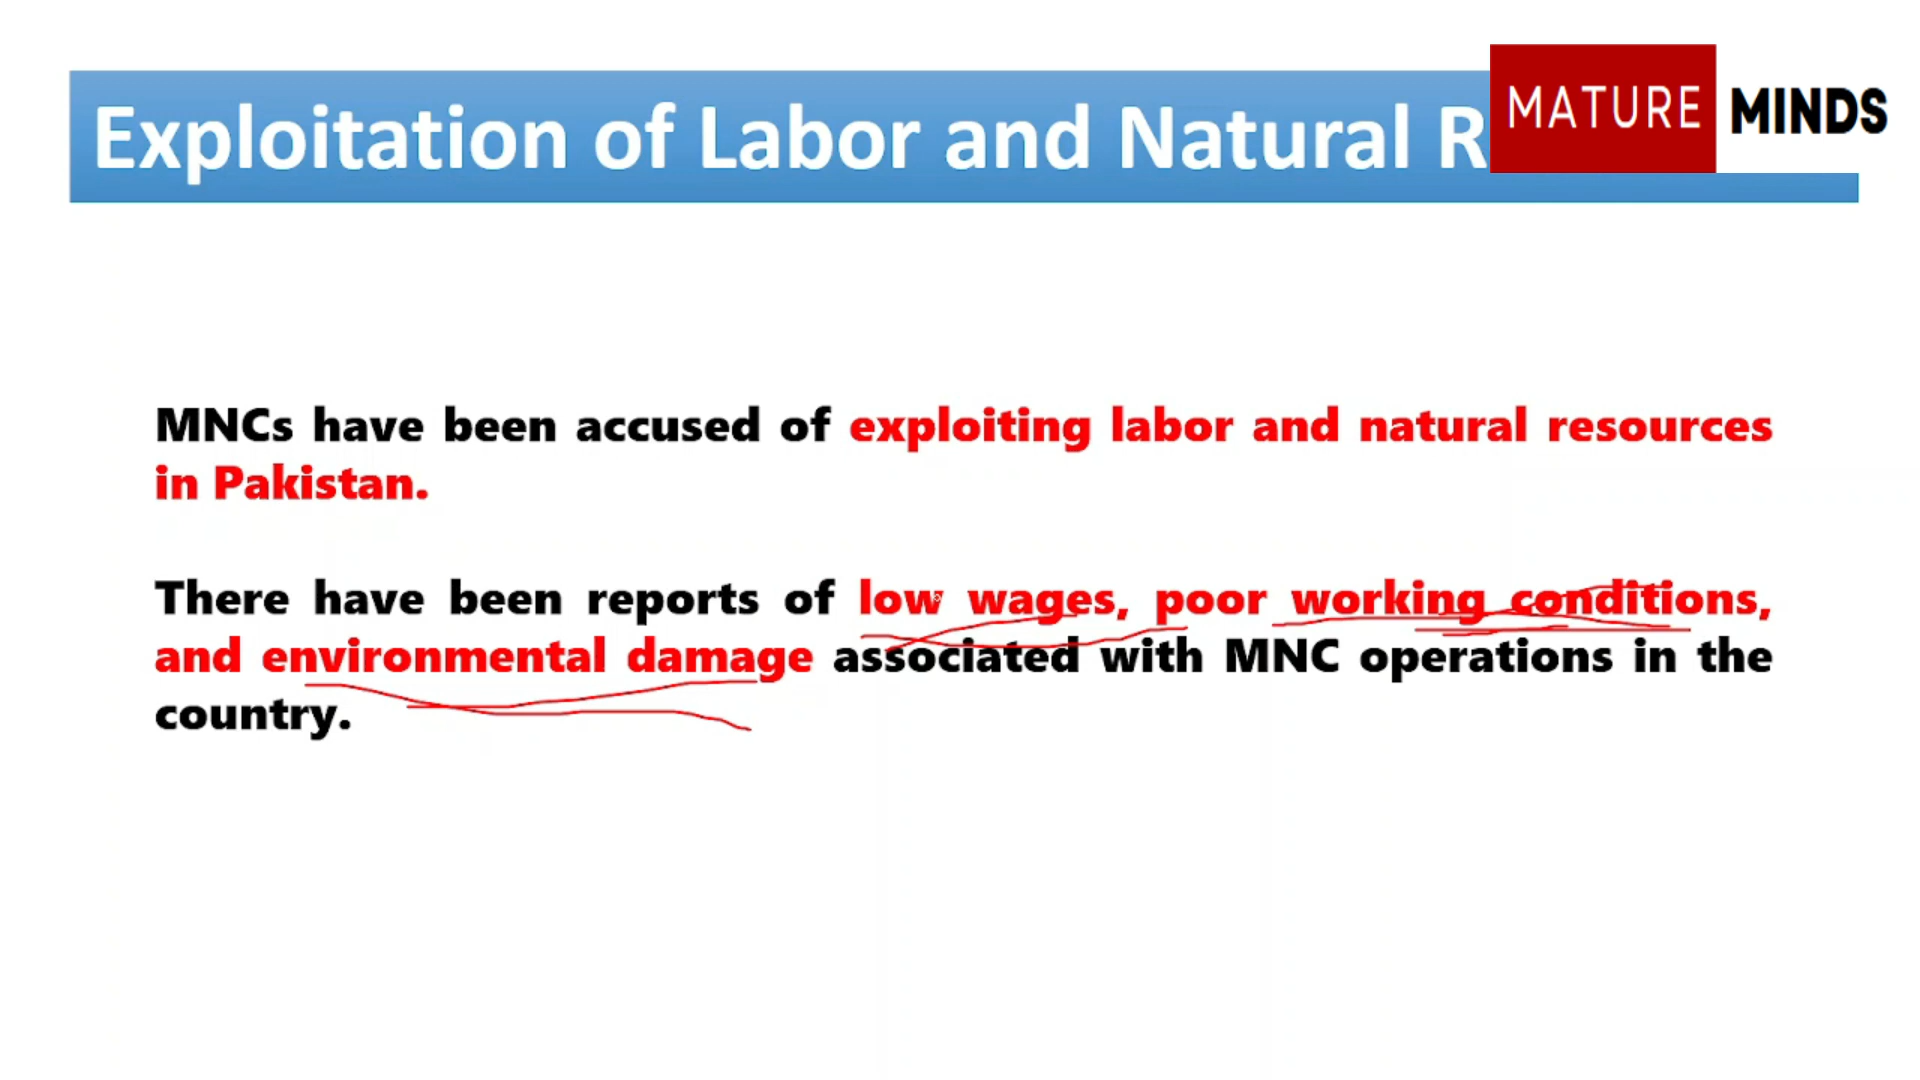 Exploitation of Labor and Natural R
MATURE MINDS
MNCs have been accused of exploiting labor and natural resources
in Pakistan.
There have been reports of low wages, poor working conditions,
and environmental damage associated with MNC operations in the
country.